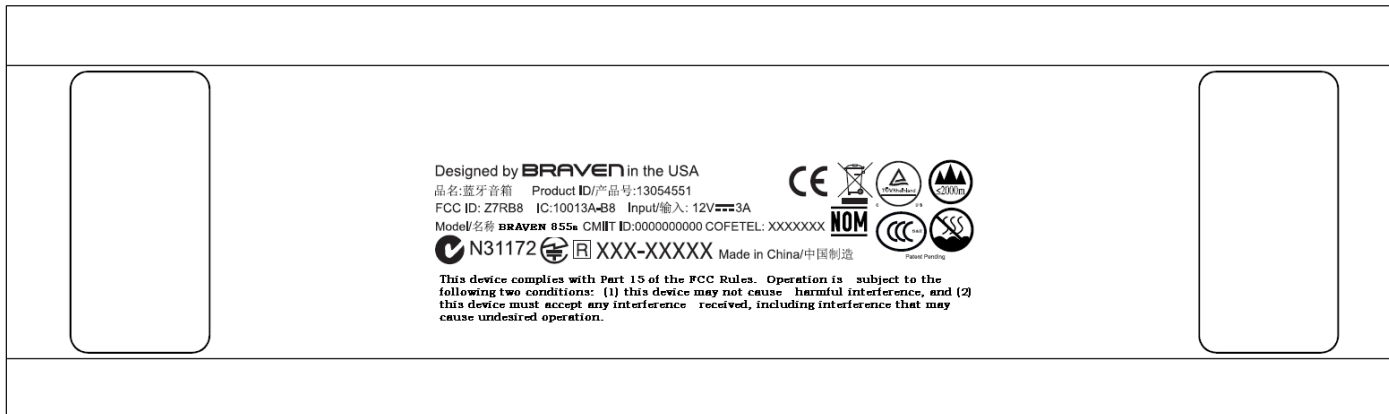 Designed by BRAVEN in the USA
品名:蓝牙音箱 Product ID/产品号:13054551
FCC ID: Z7RB8 IC:10013A-B8 Input/输入: 12V⎓3A
Model/名称 BRAVEN 855s CMIIT ID:0000000000 COFETEL: XXXXXXX
N31172 R XXX-XXXXX Made in China/中国制造
CE
TÜVRheinland
≤2000m
NOM
CCC S&E
Patent Pending
This device complies with Part 15 of the FCC Rules. Operation is subject to the
following two conditions: (1) this device may not cause harmful interference, and (2)
this device must accept any interference received, including interference that may
cause undesired operation.